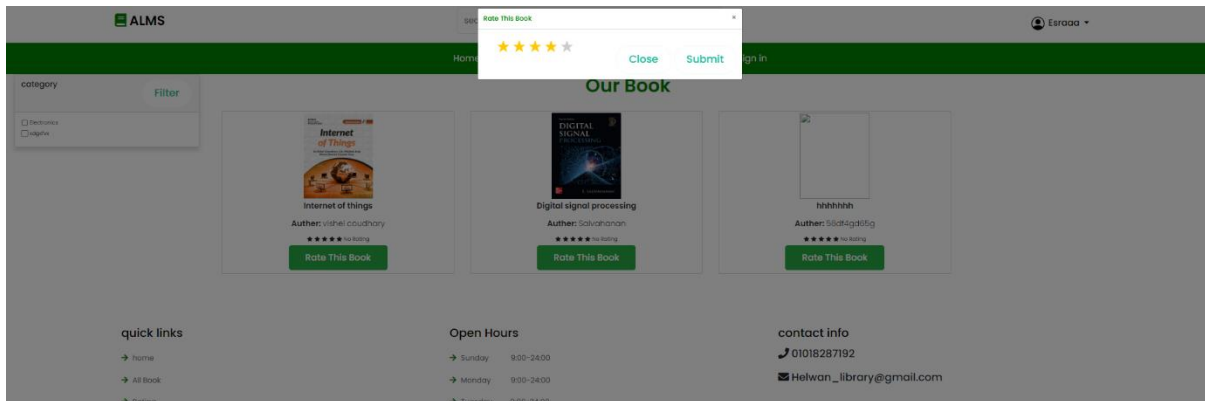 ALMS
Rate This Book
×
Esraaa
Close Submit
Home
ign in
category
Filter
Electronics
Our Book
Internet
of Things
DIGITAL
SIGNAL
PROCESSING
Internet of things
Digital signal processing
hhhhhhh
Auther: vishel coudhary
Auther: Salvahanan
Auther: 56df4gd65g
No Rating
No Rating
No Rating
Rate This Book
Rate This Book
Rate This Book
quick links
Open Hours
contact info
home
Sunday 9:00-24:00
01018287192
All Book
Monday 9:00-24:00
Helwan_library@gmail.com